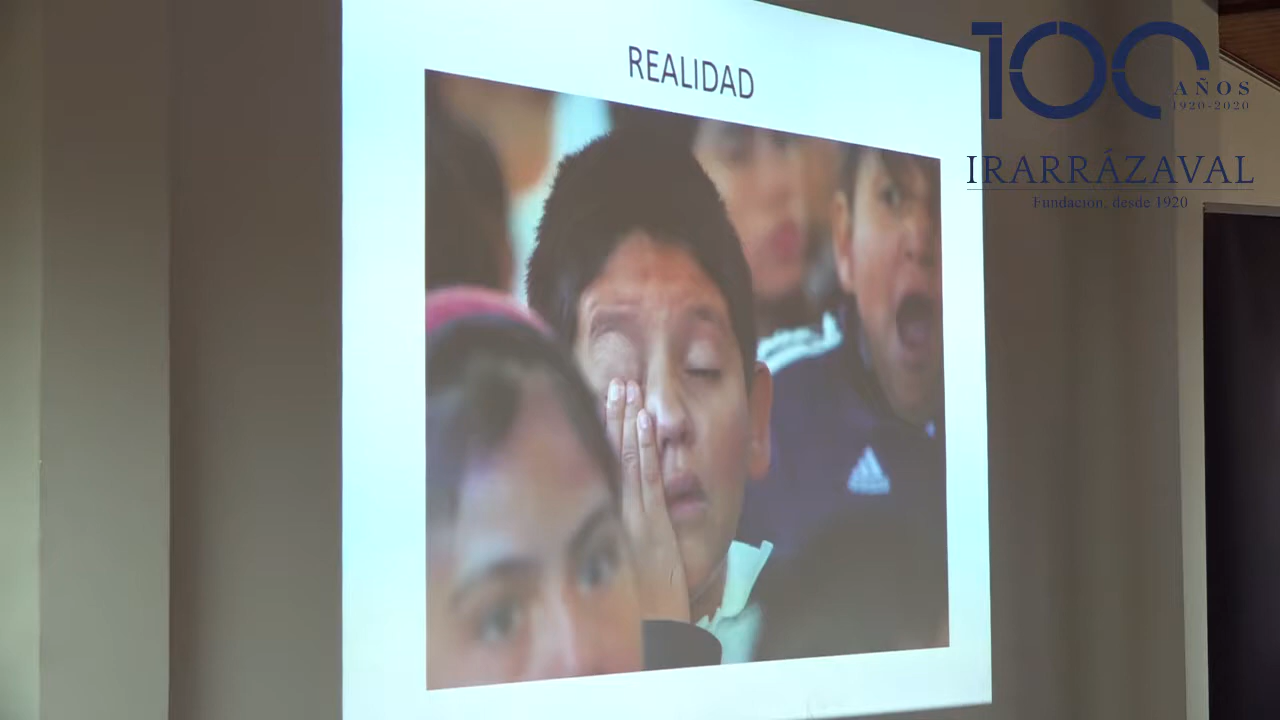 REALIDAD
100
AÑOS
1920-2020
IRARRÁZAVAL
Fundación, desde 1920